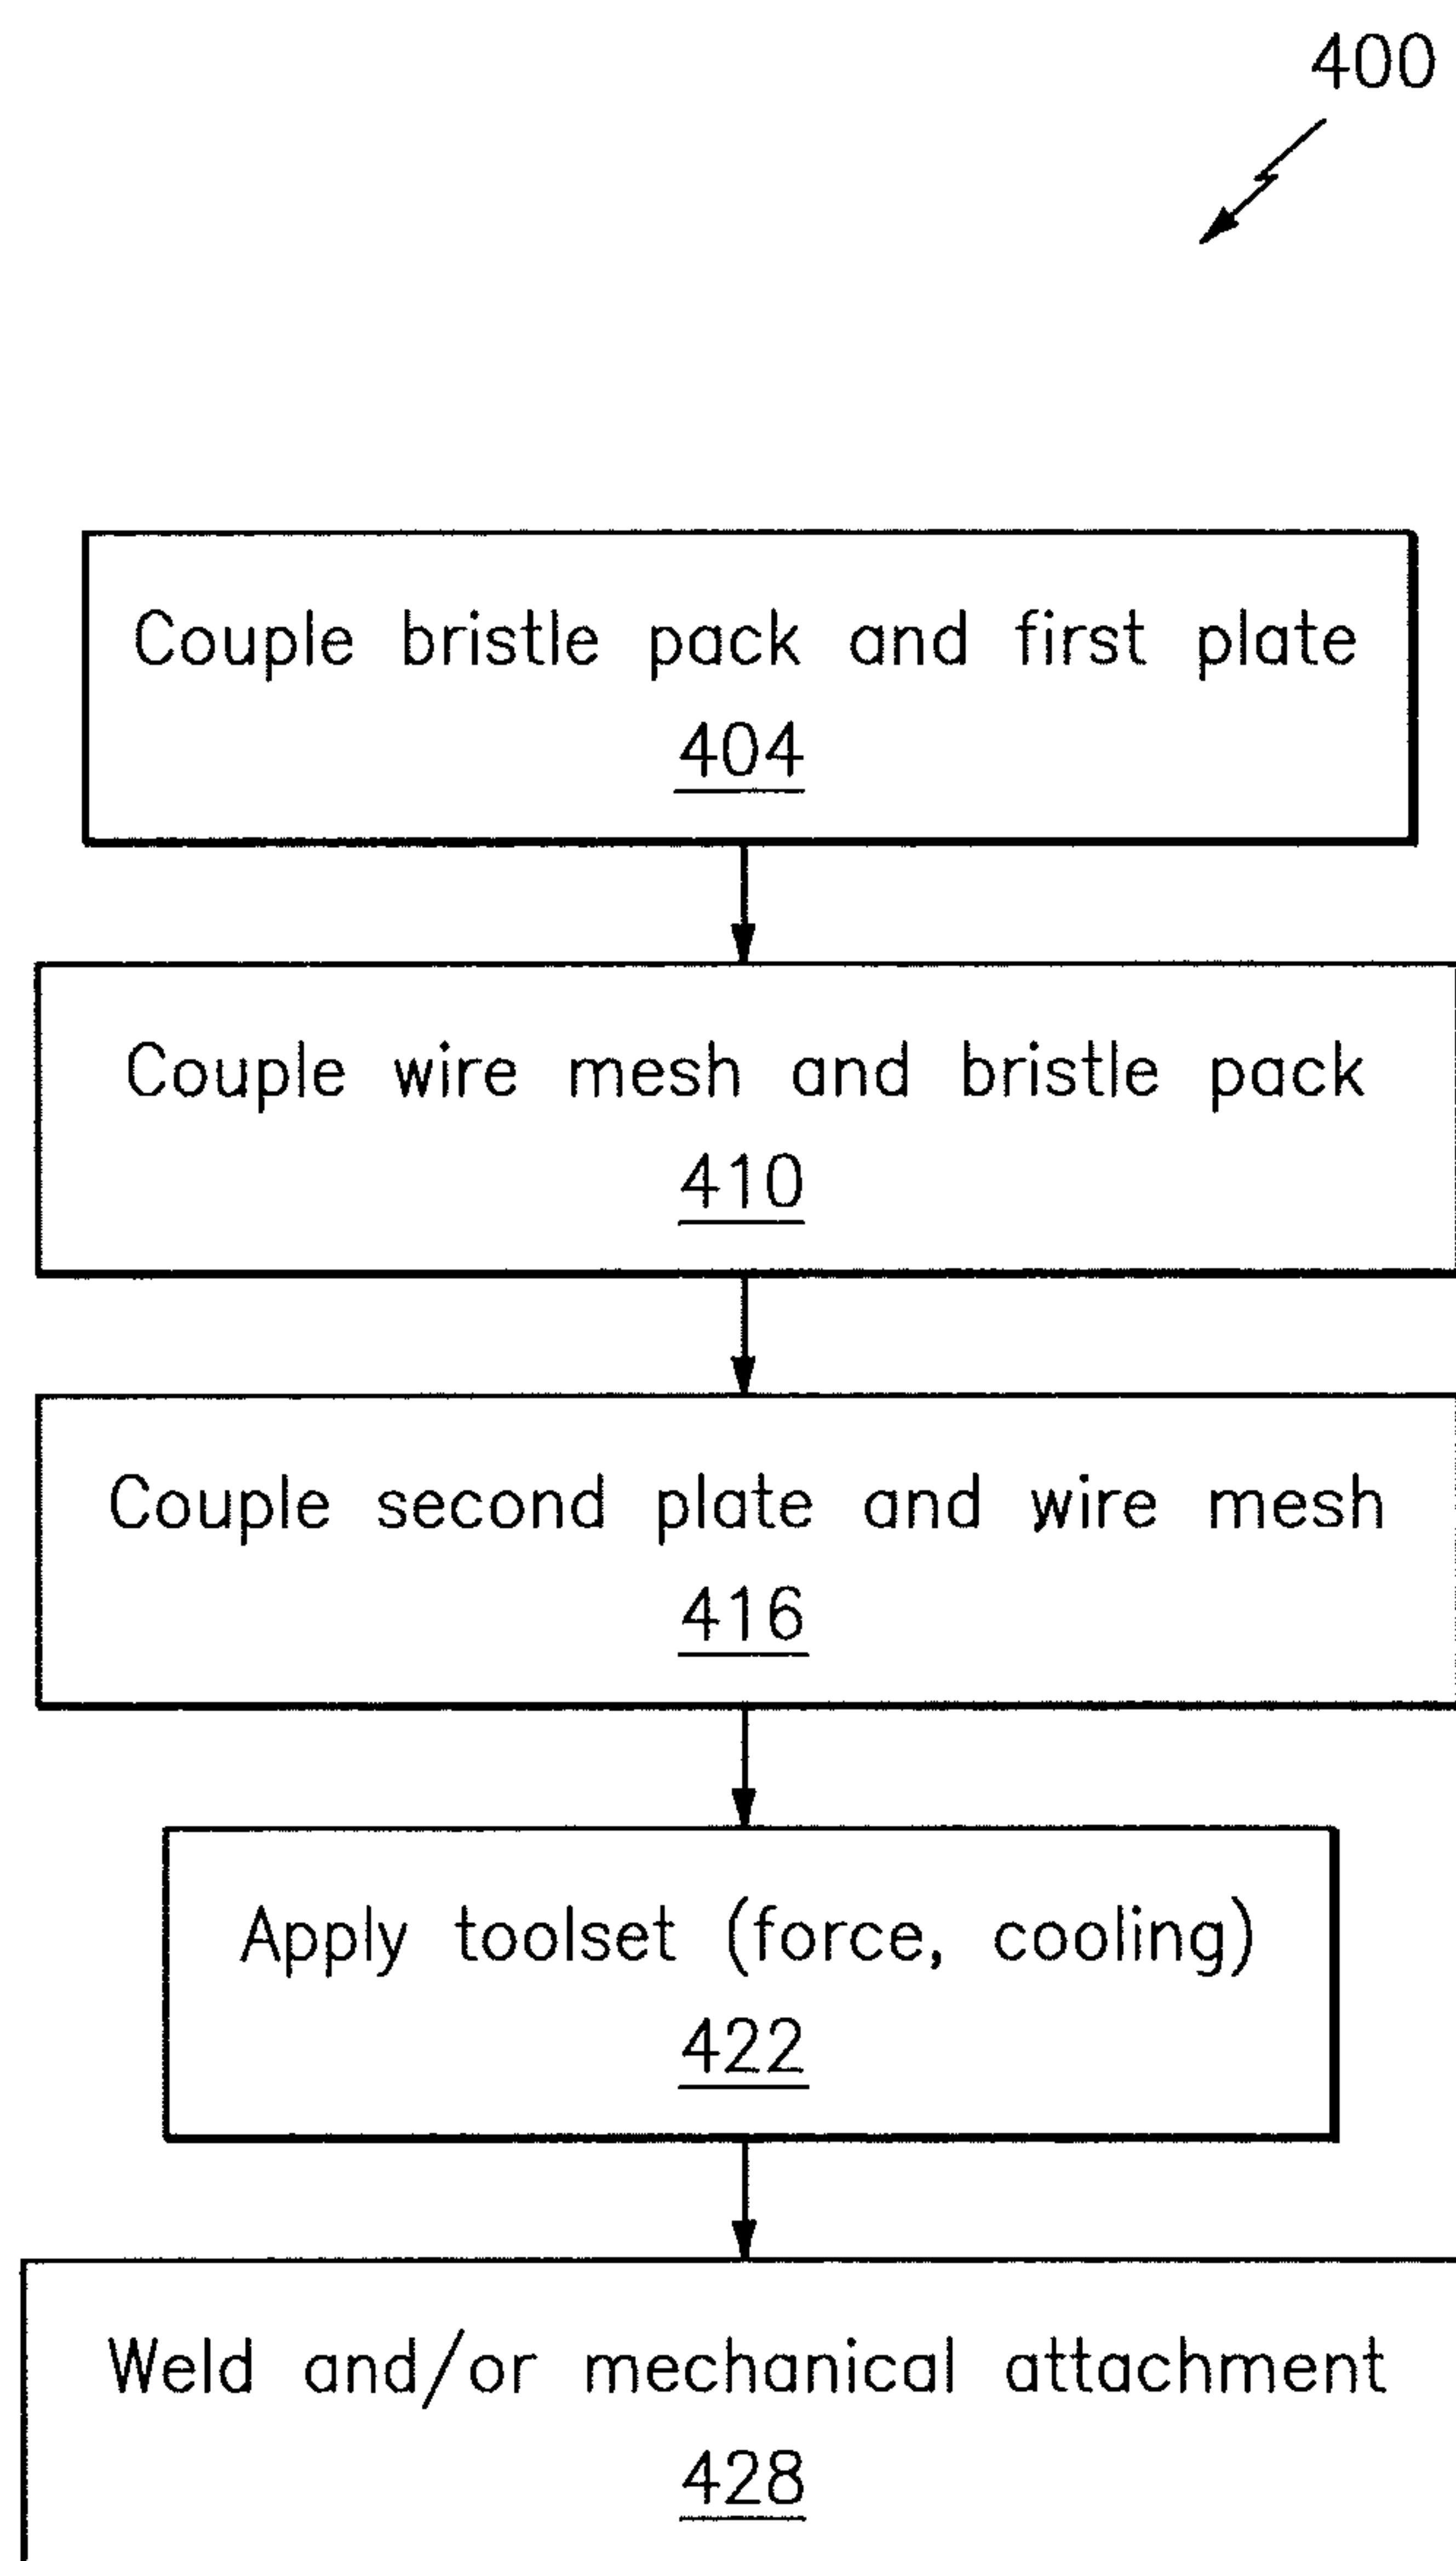 400
Couple bristle pack and first plate
404
Couple wire mesh and bristle pack
410
Couple second plate and wire mesh
416
Apply toolset (force, cooling)
422
Weld and/or mechanical attachment
428